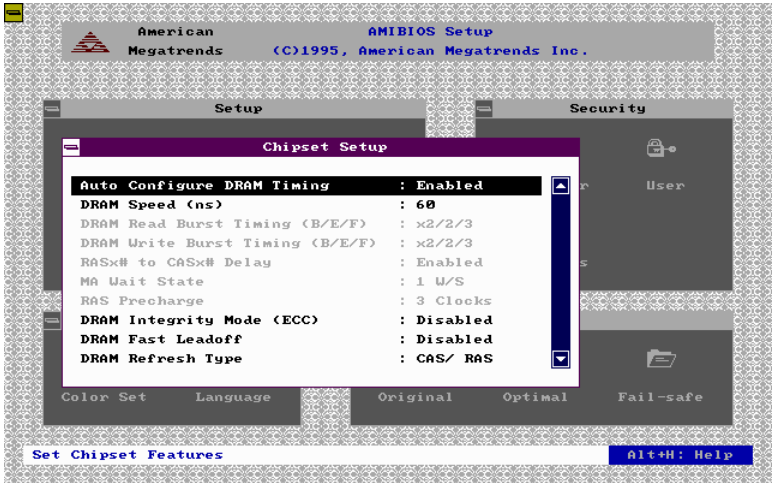 American
Megatrends
AMIBIOS Setup
(C)1995, American Megatrends Inc.
Setup
Security
Chipset Setup
Auto Configure DRAM Timing : Enabled
DRAM Speed (ns) : 60
DRAM Read Burst Timing (B/E/F) : x2/2/3
DRAM Write Burst Timing (B/E/F) : x2/2/3
RASx# to CASx# Delay : Enabled
MA Wait State : 1 W/S
RAS Precharge : 3 Clocks
DRAM Integrity Mode (ECC) : Disabled
DRAM Fast Leadoff : Disabled
DRAM Refresh Type : CAS/ RAS
User
Color Set Language
Original Optimal Fail-safe
Set Chipset Features
Alt+H: Help